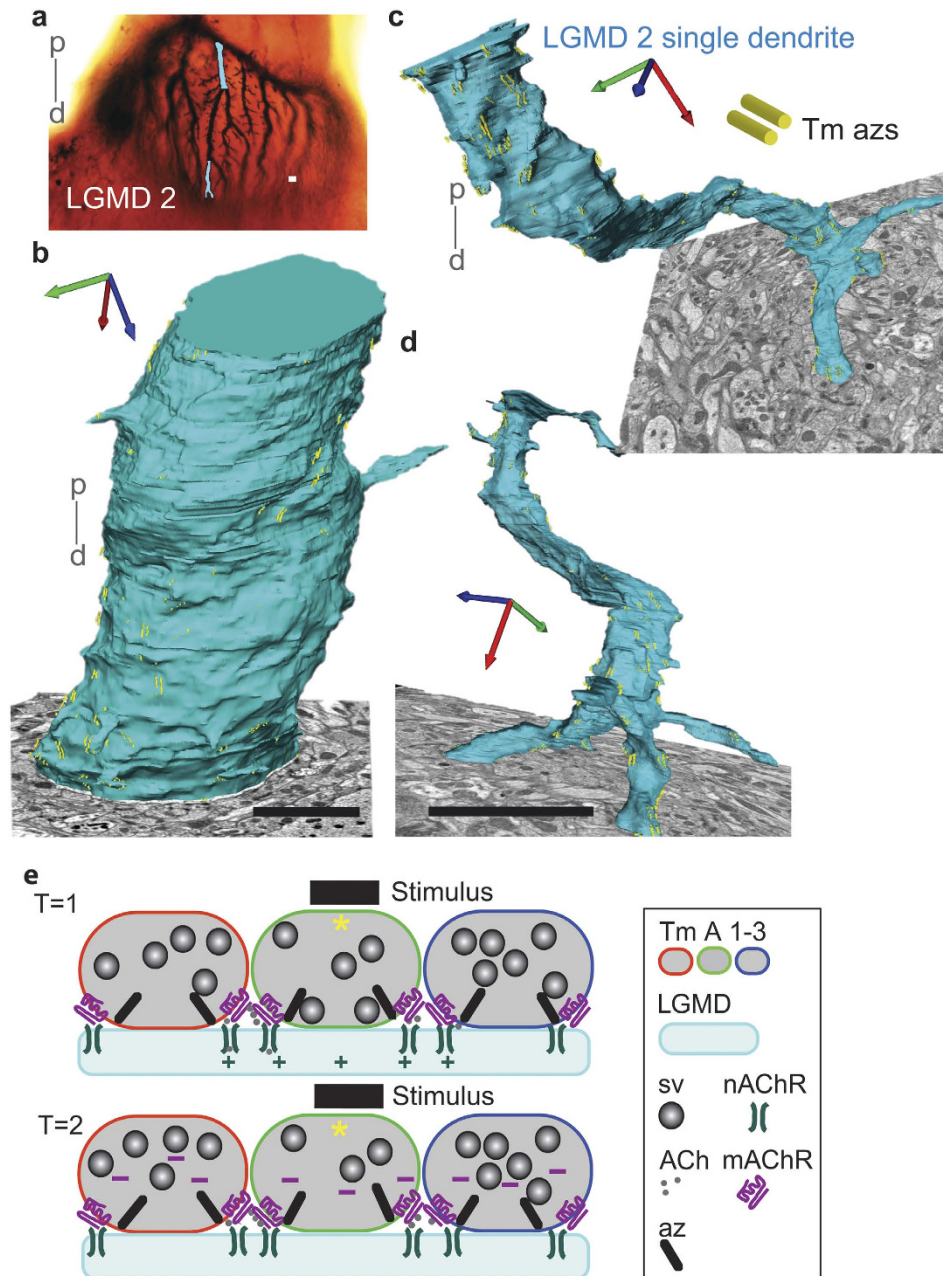 a
p
d
LGMD 2
c
LGMD 2 single dendrite
Tm azs
p
d
b
p
d
d
e
T=1
Stimulus
*
+ + + + +
T=2
Stimulus
*
Tm A 1-3
LGMD
sv
nAChR
ACh
mAChR
az